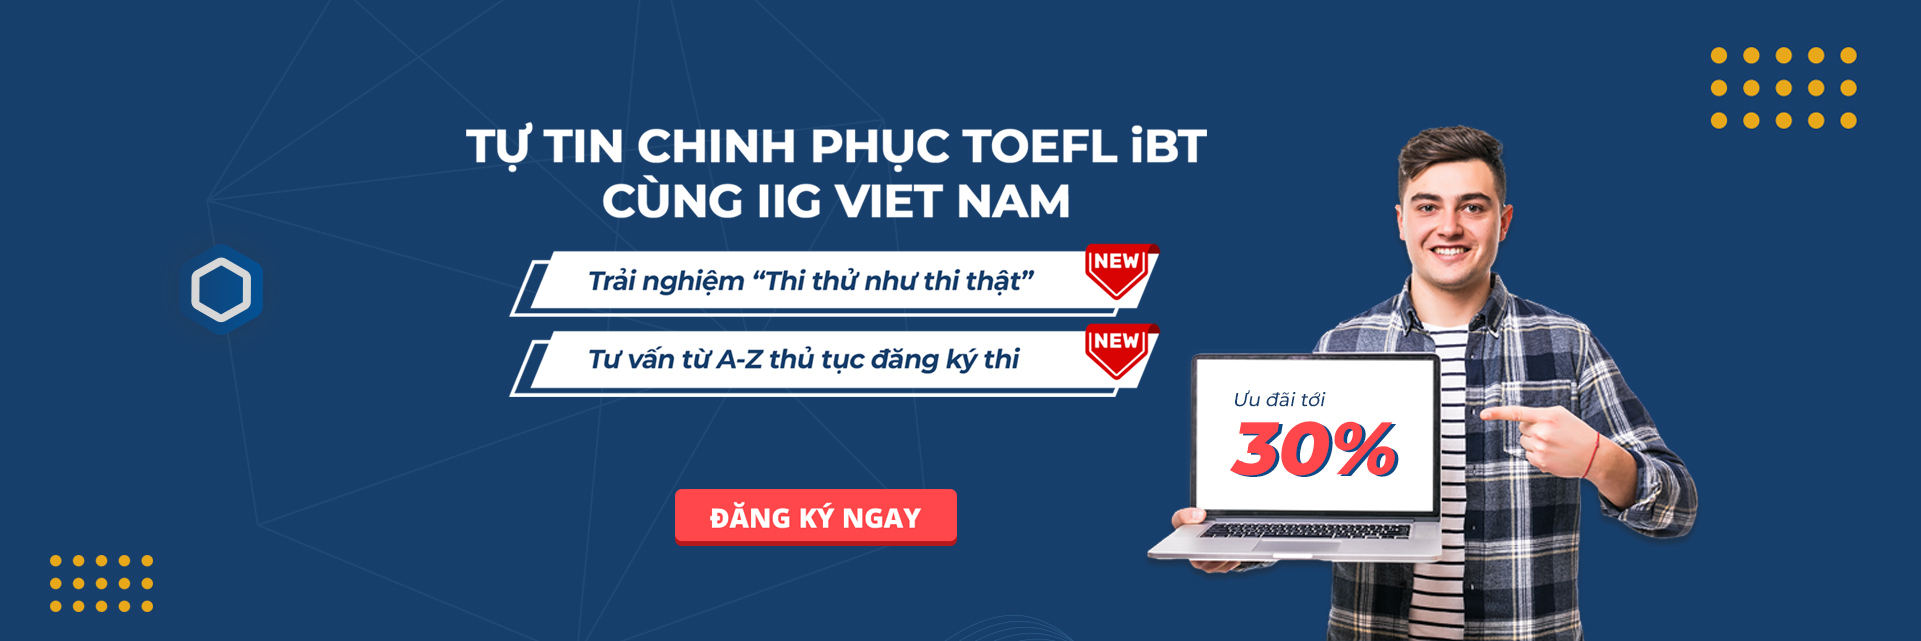 TỰ TIN CHINH PHỤC TOEFL iBT
CÙNG IIG VIET NAM
Trải nghiệm “Thi thử như thi thật”
NEW
Tư vấn từ A-Z thủ tục đăng ký thi
NEW
Ưu đãi tới
30%
ĐĂNG KÝ NGAY